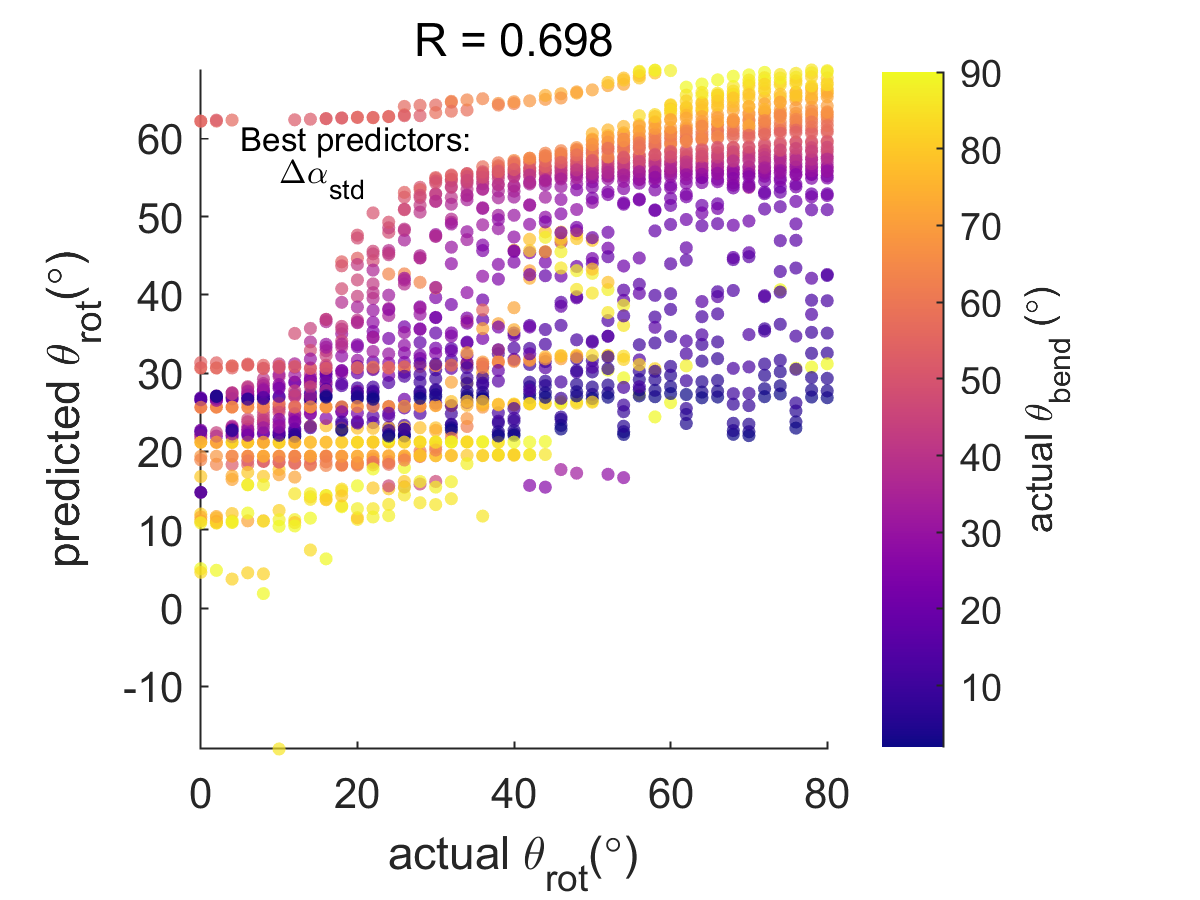 R = 0.698
Best predictors:
Δα_std
predicted θ_rot(°)
60
50
40
30
20
10
0
-10
0 20 40 60 80
actual θ_rot(°)
90
80
70
60
50
40
30
20
10
actual θ_bend (°)